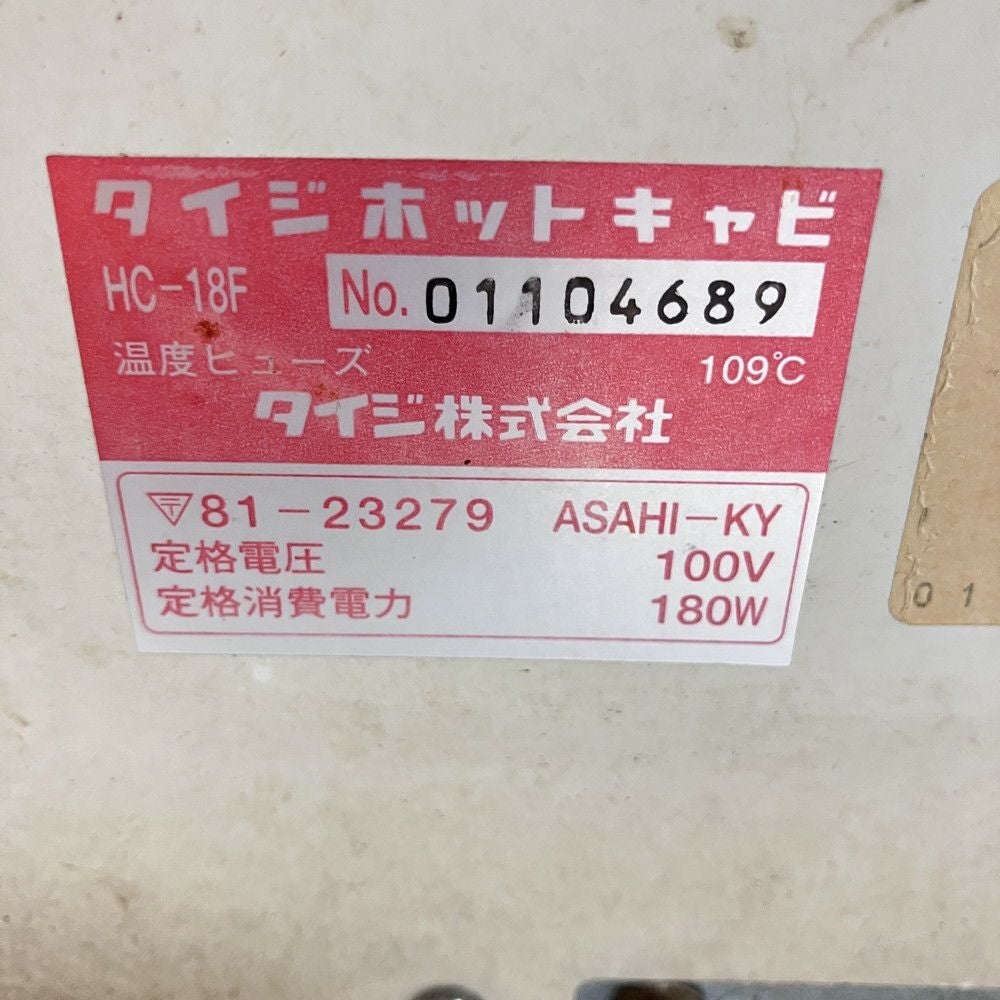 タイジホットキャビ
HC-18F No. 01104689
温度ヒューズ 109℃
タイジ株式会社
〒81-23279 ASAHI-KY
定格電圧 100V
定格消費電力 180W
01